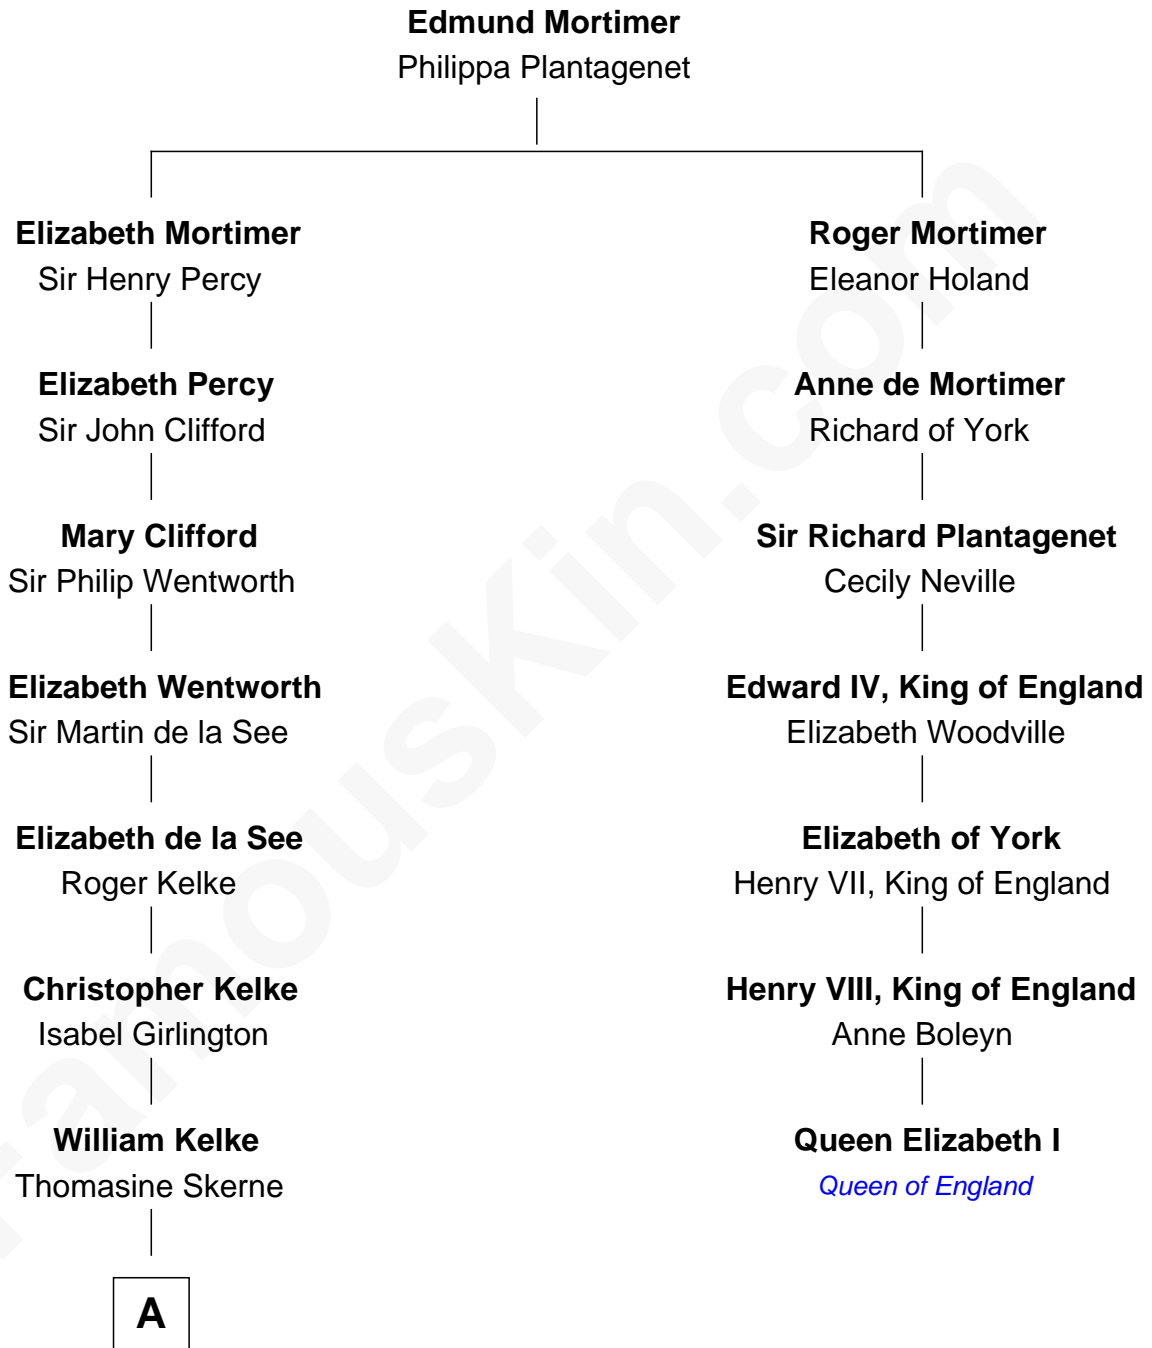 Edmund Mortimer
Philippa Plantagenet
Elizabeth Mortimer
Sir Henry Percy
Roger Mortimer
Eleanor Holand
Elizabeth Percy
Sir John Clifford
Anne de Mortimer
Richard of York
Mary Clifford
Sir Philip Wentworth
Sir Richard Plantagenet
Cecily Neville
Elizabeth Wentworth
Sir Martin de la See
Edward IV, King of England
Elizabeth Woodville
Elizabeth de la See
Roger Kelke
Elizabeth of York
Henry VII, King of England
Christopher Kelke
Isabel Girlington
Henry VIII, King of England
Anne Boleyn
William Kelke
Thomasine Skerne
Queen Elizabeth I
Queen of England
A
FamousKin.com